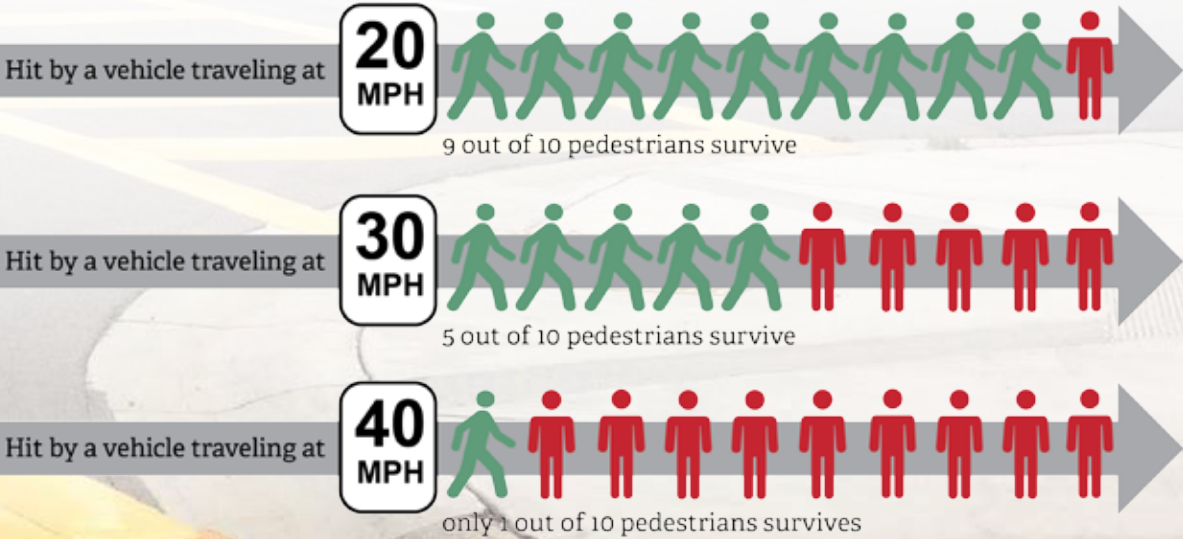 Hit by a vehicle traveling at
20
MPH
9 out of 10 pedestrians survive
Hit by a vehicle traveling at
30
MPH
5 out of 10 pedestrians survive
Hit by a vehicle traveling at
40
MPH
only 1 out of 10 pedestrians survives